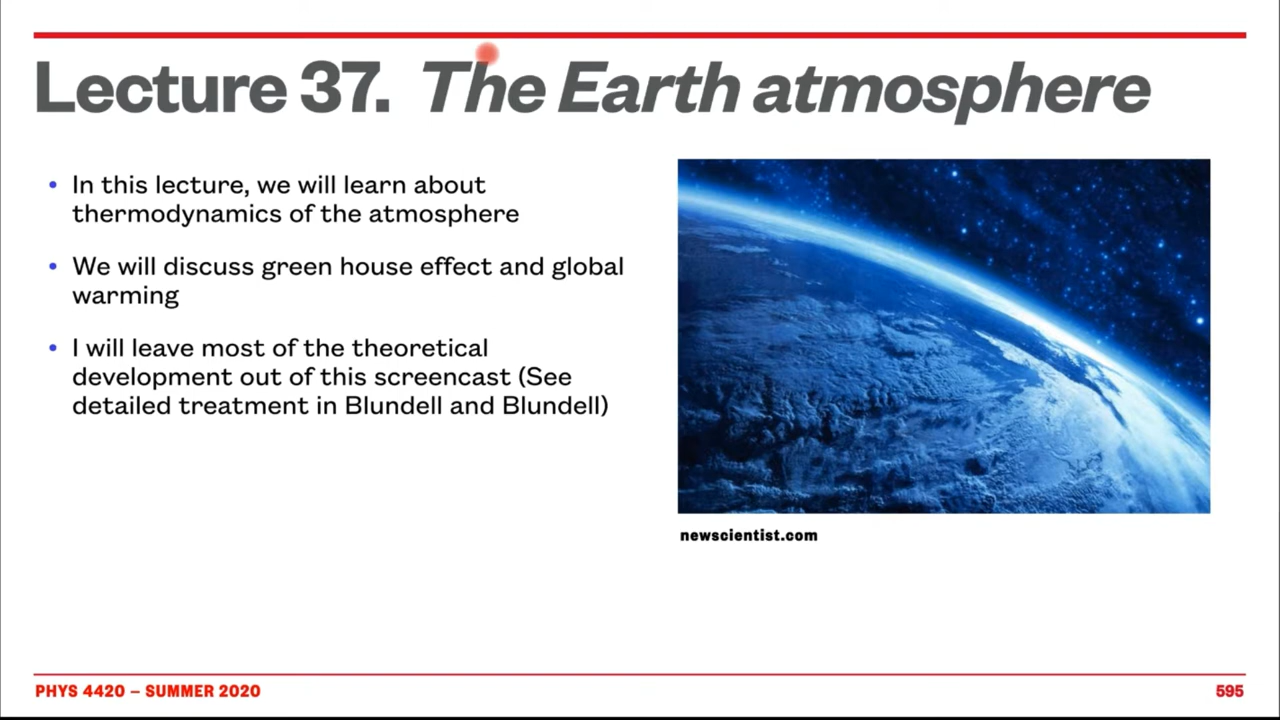 Lecture 37. The Earth atmosphere
• In this lecture, we will learn about
thermodynamics of the atmosphere
• We will discuss green house effect and global
warming
• I will leave most of the theoretical
development out of this screencast (See
detailed treatment in Blundell and Blundell)
newscientist.com
PHYS 4420 – SUMMER 2020
595